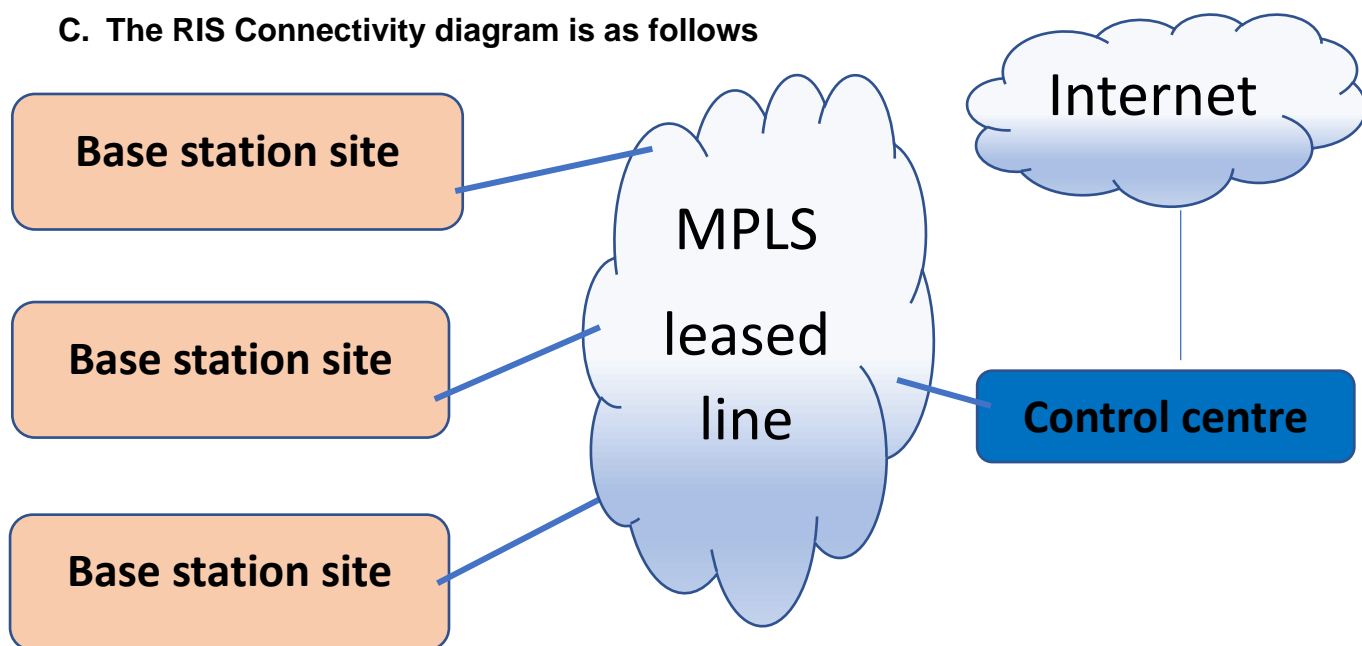 C. The RIS Connectivity diagram is as follows
Internet
Base station site
MPLS
leased
line
Base station site
Control centre
Base station site